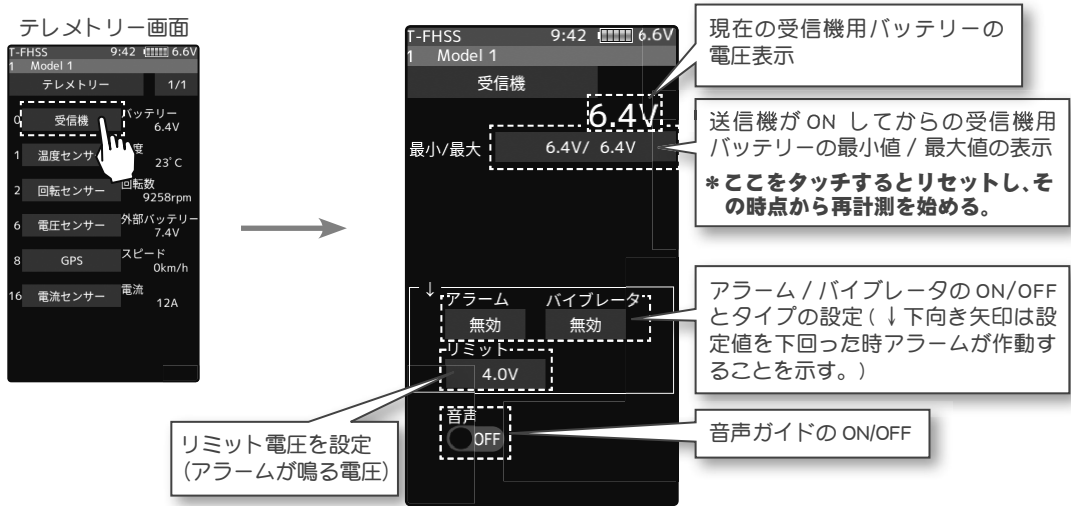 テレメトリー画面
T-FHSS 9:42 6.6V
1 Model 1
テレメトリー 1/1
0 受信機 バッテリー
6.4V
1 温度センサ 度
23°C
2 回転センサー 回転数
9258rpm
6 電圧センサー 外部バッテリー
7.4V
8 GPS スピード
0km/h
16 電流センサー 電流
12A
T-FHSS 9:42 6.6V
1 Model 1
受信機
6.4V
最小/最大 6.4V/ 6.4V
↓
アラーム バイブレータ
無効 無効
リミット
4.0V
音声
OFF
現在の受信機用バッテリーの
電圧表示
送信機が ON してからの受信機用
バッテリーの最小値 / 最大値の表示
＊ここをタッチするとリセットし、そ
の時点から再計測を始める。
アラーム / バイブレータの ON/OFF
とタイプの設定 ( ↓下向き矢印は設
定値を下回った時アラームが作動す
ることを示す。)
音声ガイドの ON/OFF
リミット電圧を設定
(アラームが鳴る電圧)